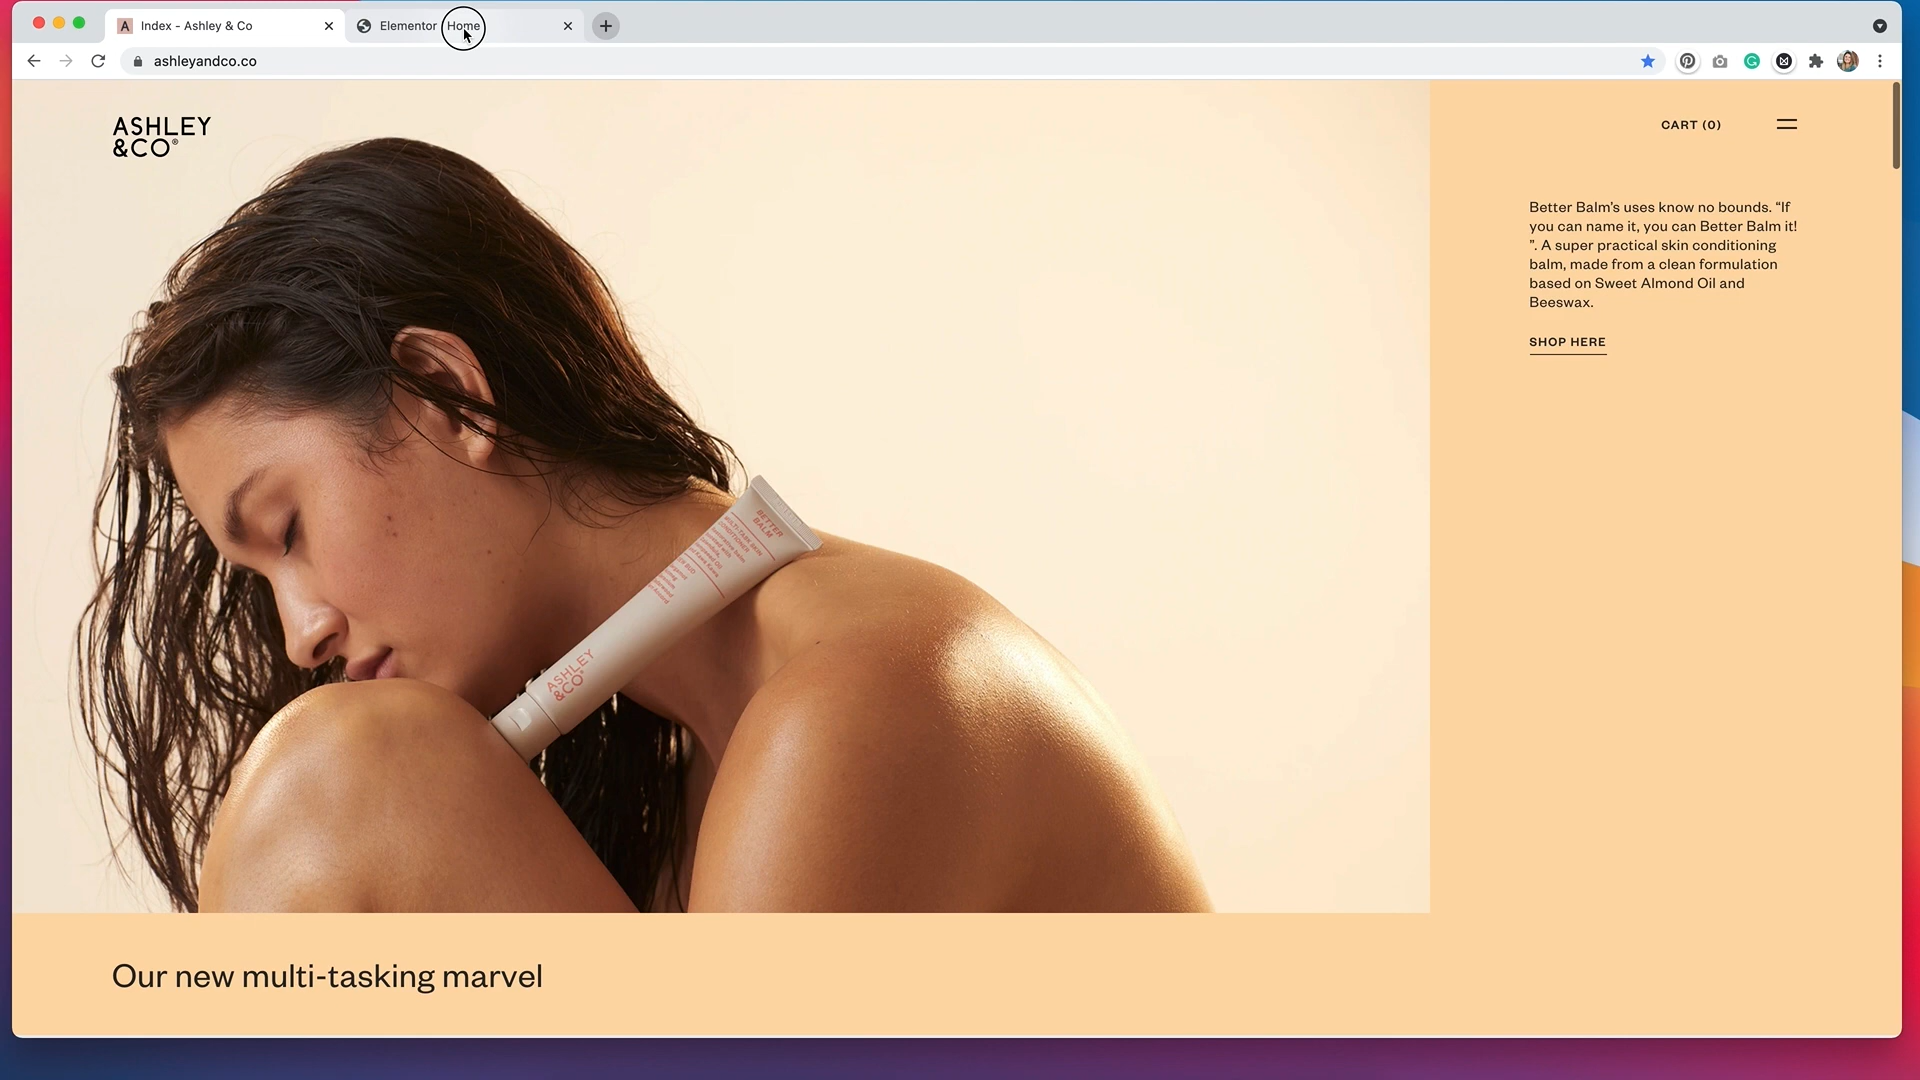 Index - Ashley & Co
Elementor Home
ashleyandco.co
ASHLEY
&CO®
CART (0)
Better Balm's uses know no bounds. “If
you can name it, you can Better Balm it!
”. A super practical skin conditioning
balm, made from a clean formulation
based on Sweet Almond Oil and
Beeswax.
SHOP HERE
BETTER
BALM
ASHLEY
&CO
Our new multi-tasking marvel